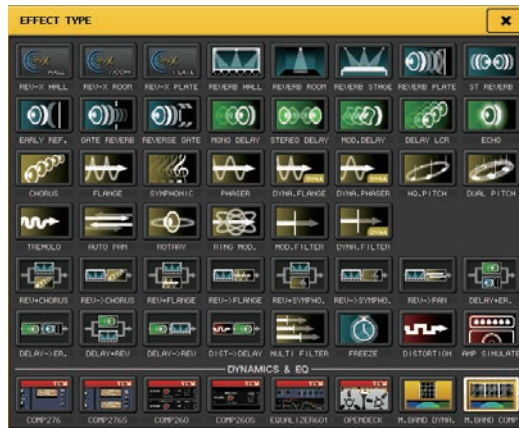 EFFECT TYPE
REV-X HALL REV-X ROOM REV-X PLATE REVERB HALL REVERB ROOM REVERB STAGE REVERB PLATE ST REVERB
EARLY REF. GATE REVERB REVERSE GATE MONO DELAY STEREO DELAY MOD.DELAY DELAY LCR ECHO
CHORUS FLANGE SYMPHONIC PHASER DYNA.FLANGE DYNA.PHASER HQ.PITCH DUAL PITCH
TREMOLO AUTO PAN ROTARY RING MOD. MOD.FILTER DYNA.FILTER
REV+CHORUS REV->CHORUS REV+FLANGE REV->FLANGE REV+SYMPHO. REV->SYMPHO. REV->PAN DELAY+ER.
DELAY->ER. DELAY+REV DELAY->REV DIST->DELAY MULTI FILTER FREEZE DISTORTION AMP SIMULATE
DYNAMICS & EQ
COMP276 COMP276S COMP260 COMP260S EQUALIZER601 OPENDECK M.BAND DYNA. M.BAND COMP